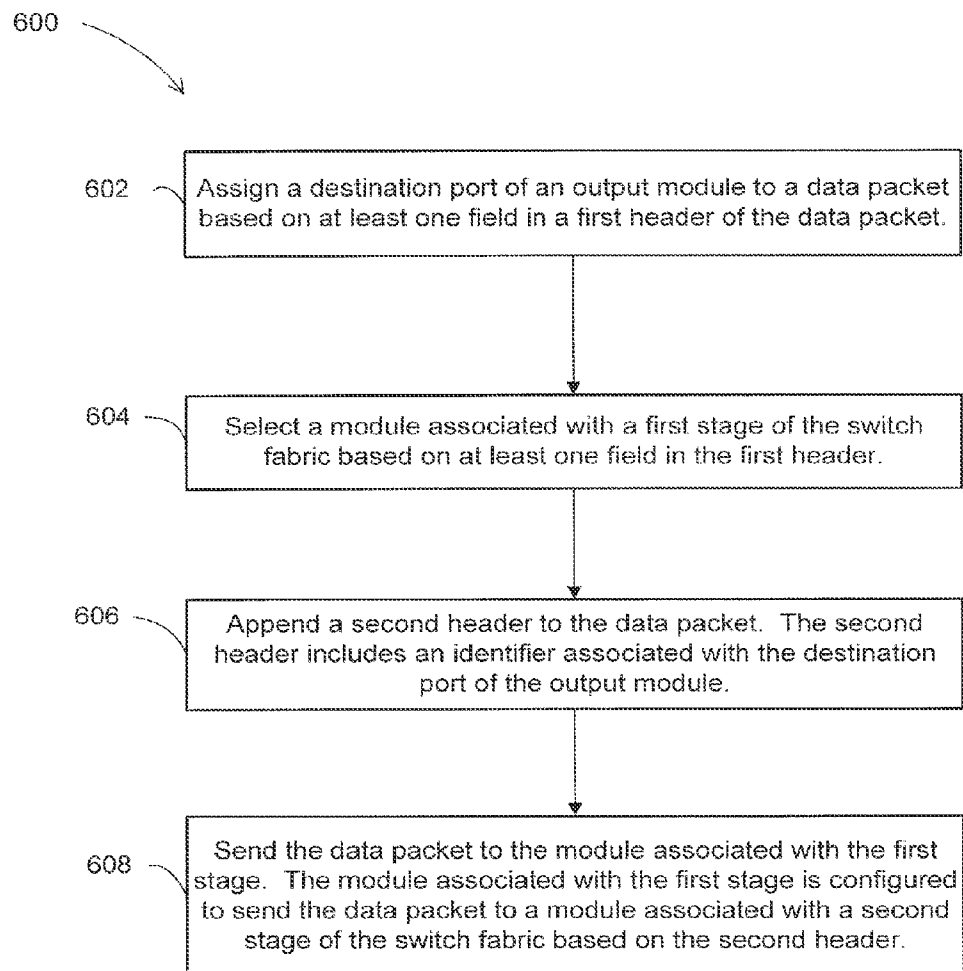 600
602
Assign a destination port of an output module to a data packet
based on at least one field in a first header of the data packet.
604
Select a module associated with a first stage of the switch
fabric based on at least one field in the first header.
606
Append a second header to the data packet. The second
header includes an identifier associated with the destination
port of the output module.
608
Send the data packet to the module associated with the first
stage. The module associated with the first stage is configured
to send the data packet to a module associated with a second
stage of the switch fabric based on the second header.